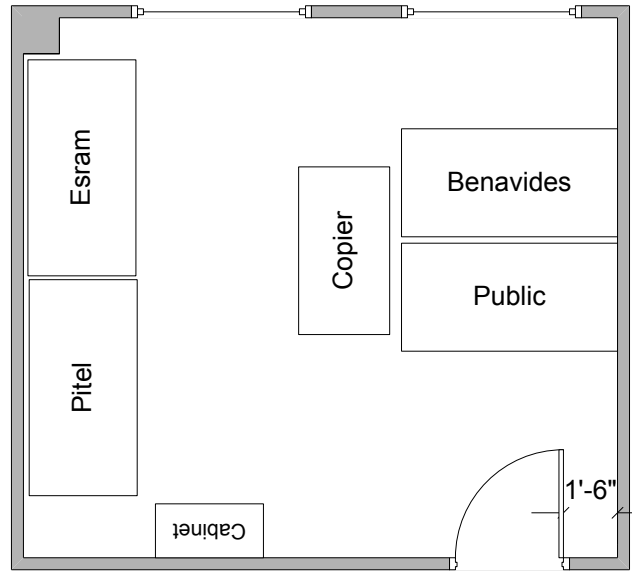 Esram
Benavides
Copier
Public
Pitel
1'-6"
Cabinet